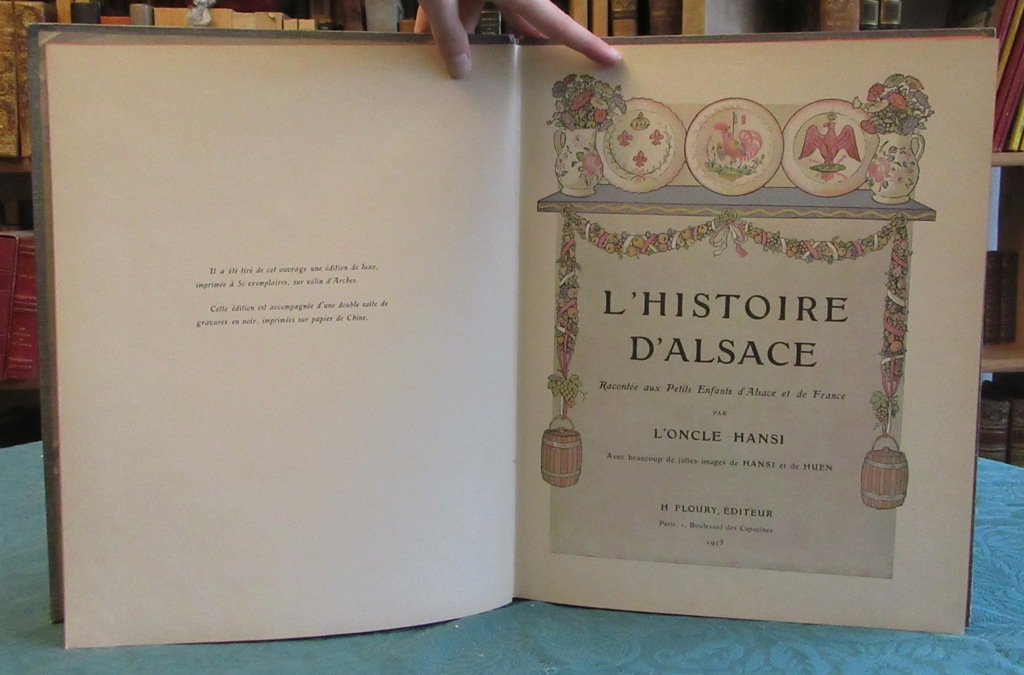 Il a été tiré de cet ouvrage une édition de luxe,
imprimée à 50 exemplaires, sur vélin d'Arches.
Cette édition est accompagnée d'une double suite de
gravures en noir, imprimées sur papier de Chine.
L'HISTOIRE
D'ALSACE
Racontée aux Petits Enfants d'Alsace et de France
PAR
L'ONCLE HANSI
Avec beaucoup de jolies images de HANSI et de HUEN
H FLOURY, EDITEUR
Paris, 1, Boulevard des Capucines
1915